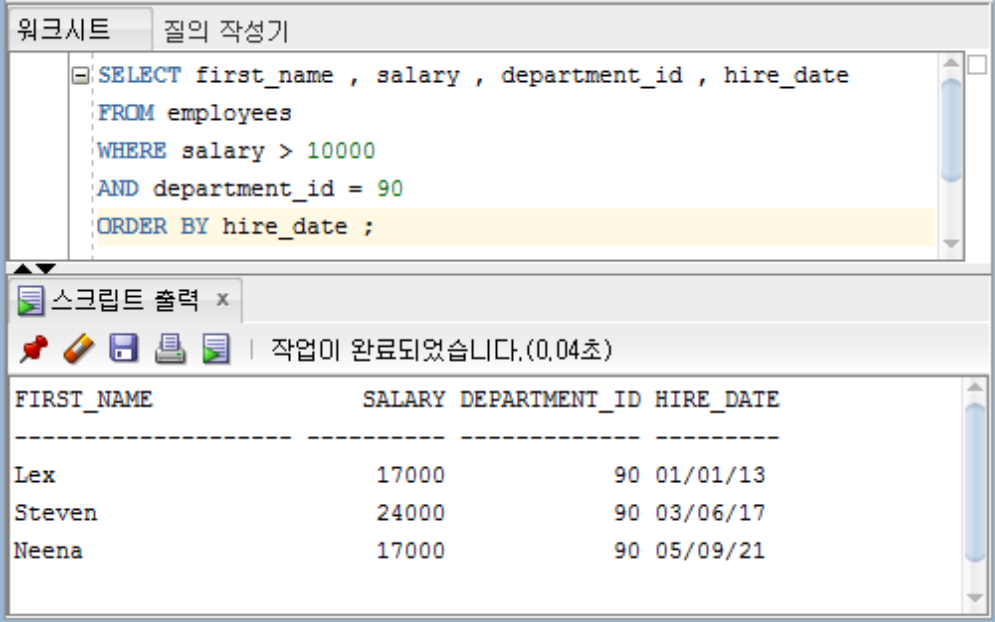 워크시트 질의 작성기
SELECT first_name , salary , department_id , hire_date
FROM employees
WHERE salary > 10000
AND department_id = 90
ORDER BY hire_date ;
스크립트 출력 x
작업이 완료되었습니다.(0,04초)
FIRST_NAME SALARY DEPARTMENT_ID HIRE_DATE
-------------------- ---------- ------------- ---------
Lex 17000 90 01/01/13
Steven 24000 90 03/06/17
Neena 17000 90 05/09/21